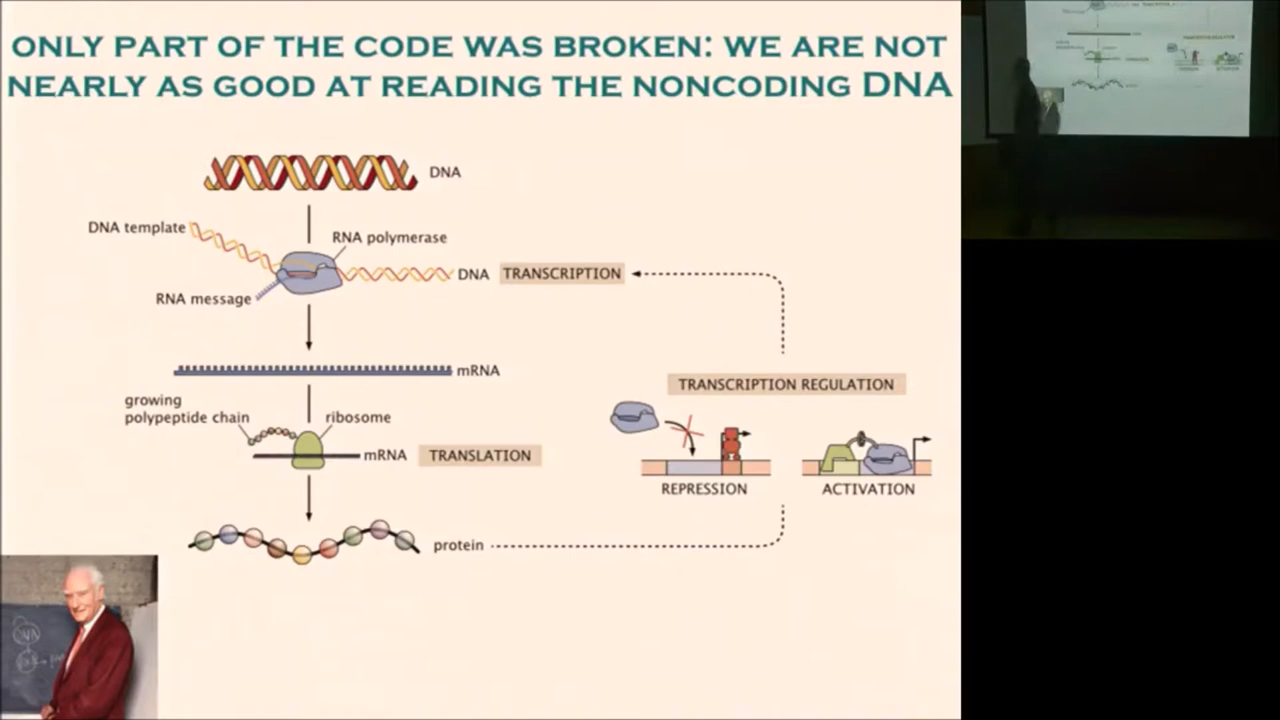 ONLY PART OF THE CODE WAS BROKEN: WE ARE NOT
NEARLY AS GOOD AT READING THE NONCODING DNA
DNA
DNA template
RNA polymerase
DNA
TRANSCRIPTION
RNA message
mRNA
TRANSCRIPTION REGULATION
growing
polypeptide chain
ribosome
mRNA
TRANSLATION
REPRESSION
ACTIVATION
protein